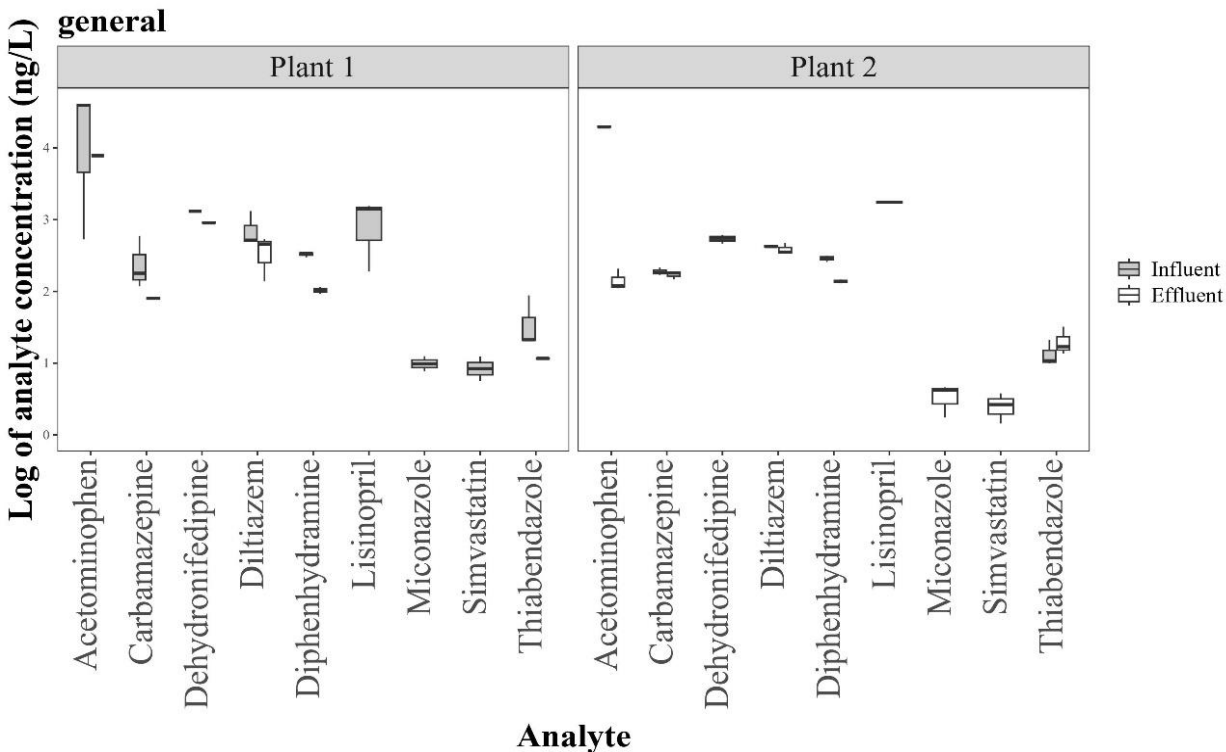 general
Log of analyte concentration (ng/L)
Plant 1
Plant 2
4
3
2
1
0
Acetominophen
Carbamazepine
Dehydronifedipine
Diltiazem
Diphenhydramine
Lisinopril
Miconazole
Simvastatin
Thiabendazole
Acetominophen
Carbamazepine
Dehydronifedipine
Diltiazem
Diphenhydramine
Lisinopril
Miconazole
Simvastatin
Thiabendazole
Analyte
Influent
Effluent